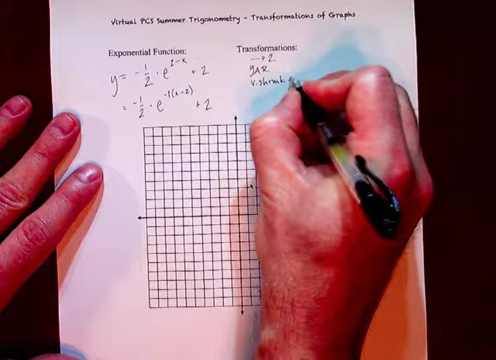 Virtual PCS Summer Trigonometry - Transformations of Graphs
Exponential Function:
y = -1/2 · e^(2-x) + 2
= -1/2 · e^(-1(x-2)) + 2
Transformations:
→ 2
YAR
V. shrink